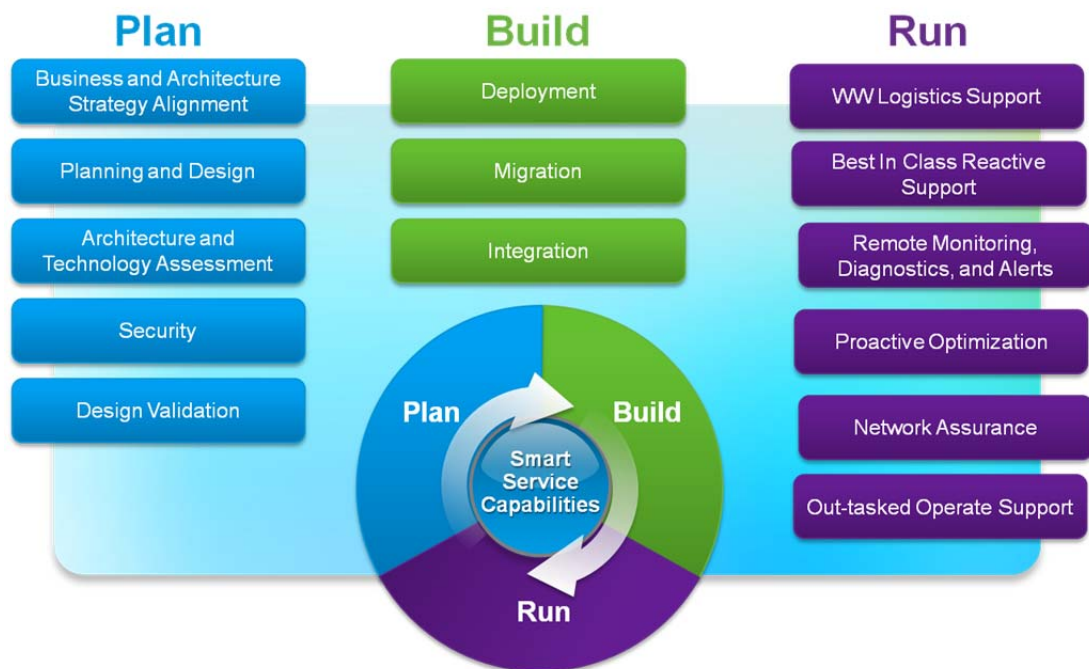 Plan
Business and Architecture
Strategy Alignment
Planning and Design
Architecture and
Technology Assessment
Security
Design Validation
Build
Deployment
Migration
Integration
Run
WW Logistics Support
Best In Class Reactive
Support
Remote Monitoring,
Diagnostics, and Alerts
Proactive Optimization
Network Assurance
Out-tasked Operate Support
Plan
Build
Smart
Service
Capabilities
Run